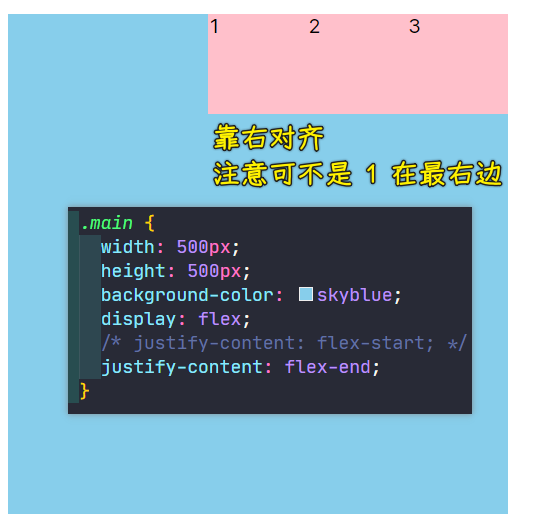 1 2 3
靠右对齐
注意可不是 1 在最右边
.main {
width: 500px;
height: 500px;
background-color: skyblue;
display: flex;
/* justify-content: flex-start; */
justify-content: flex-end;
}